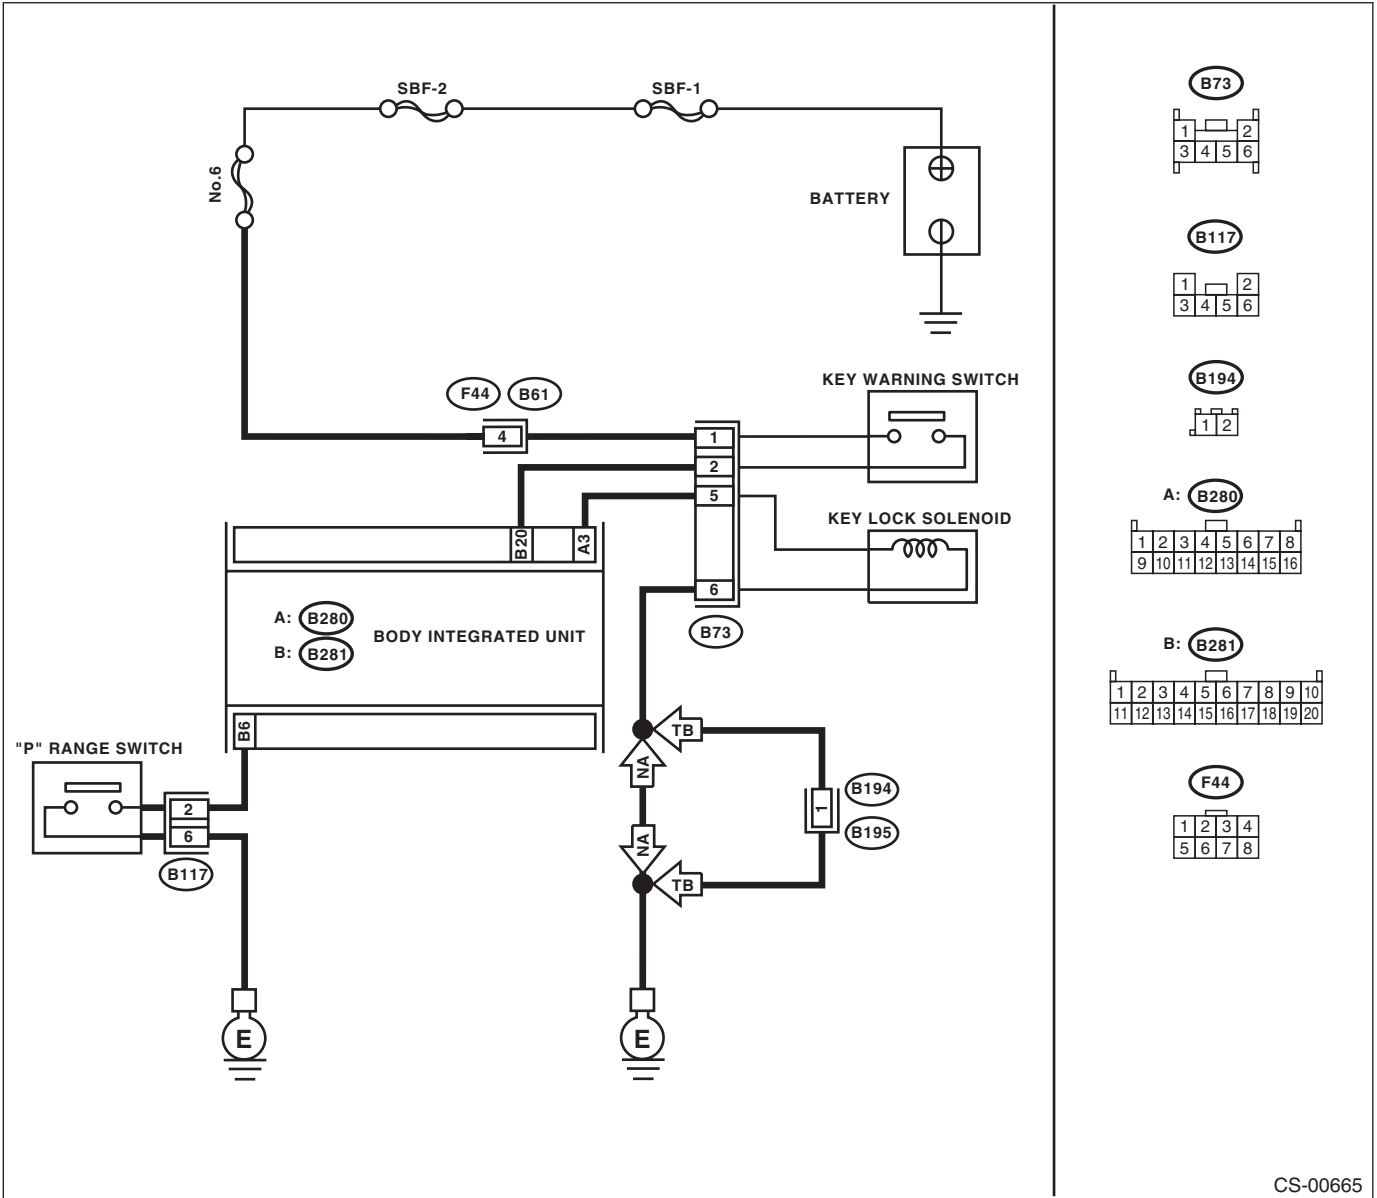 SBF-2
SBF-1
No.6
BATTERY
F44
B61
4
KEY WARNING SWITCH
1
2
5
6
B73
KEY LOCK SOLENOID
B20
A3
A: B280
B: B281
BODY INTEGRATED UNIT
B6
"P" RANGE SWITCH
2
6
B117
TB
NA
NA
TB
1
B194
B195
E
E
B73
1 2
3 4 5 6
B117
1 2
3 4 5 6
B194
1 2
A: B280
1 2 3 4 5 6 7 8
9 10 11 12 13 14 15 16
B: B281
1 2 3 4 5 6 7 8 9 10
11 12 13 14 15 16 17 18 19 20
F44
1 2 3 4
5 6 7 8
CS-00665